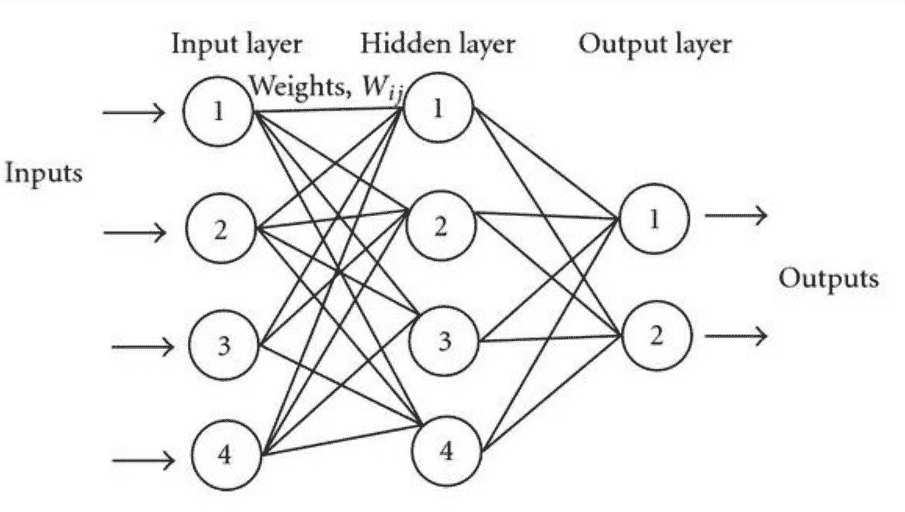 Input layer Hidden layer Output layer
Weights, Wij
1 1
Inputs
2 2 1
Outputs
3 3 2
4 4